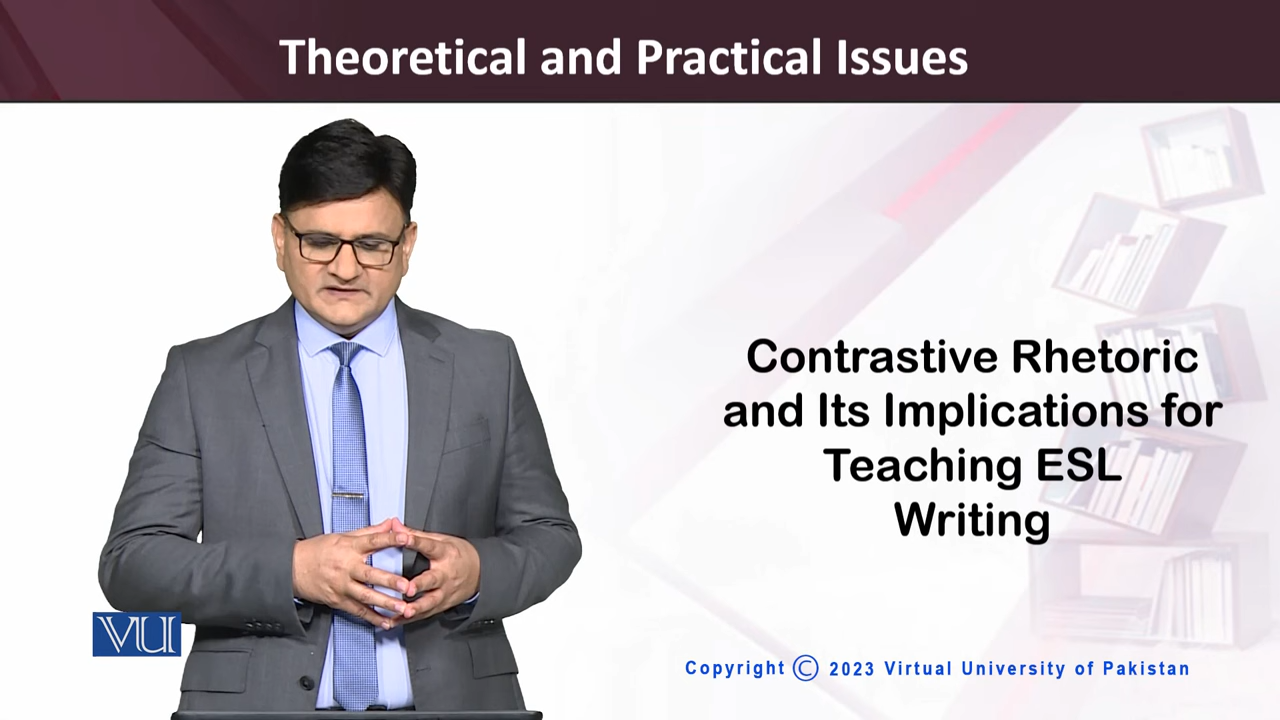 Theoretical and Practical Issues
Contrastive Rhetoric
and Its Implications for
Teaching ESL
Writing
VU
Copyright © 2023 Virtual University of Pakistan